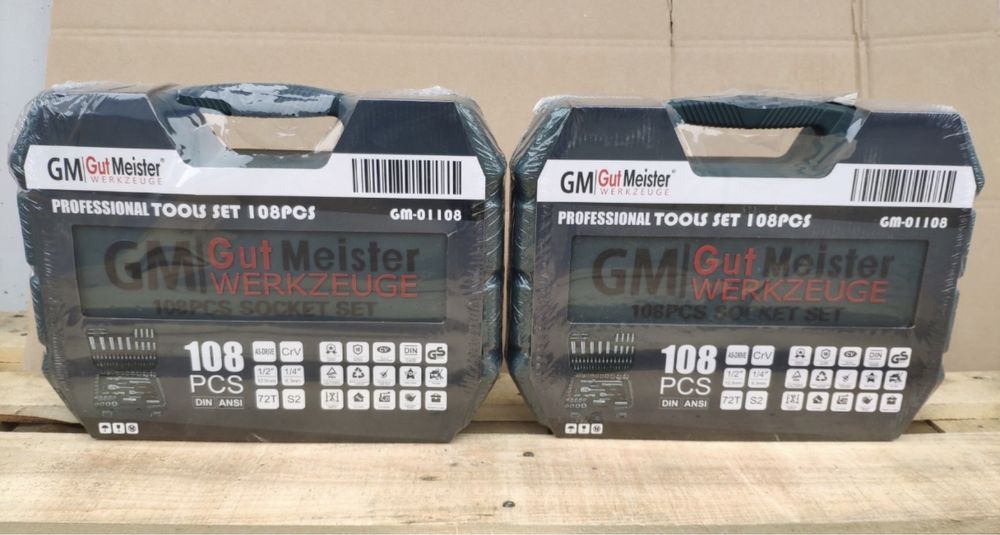 GM Gut Meister®
WERKZEUGE
PROFESSIONAL TOOLS SET 108PCS
GM-01108
GM Gut Meister
WERKZEUGE
108PCS SOCKET SET
108
PCS
DIN ANSI
AS-DRIVE CrV
1/2" 1/4"
72T S2
DIN
GS
GM Gut Meister®
WERKZEUGE
PROFESSIONAL TOOLS SET 108PCS
GM-01108
GM Gut Meister
WERKZEUGE
108PCS SOCKET SET
108
PCS
DIN ANSI
AS-DRIVE CrV
1/2" 1/4"
72T S2
DIN
GS